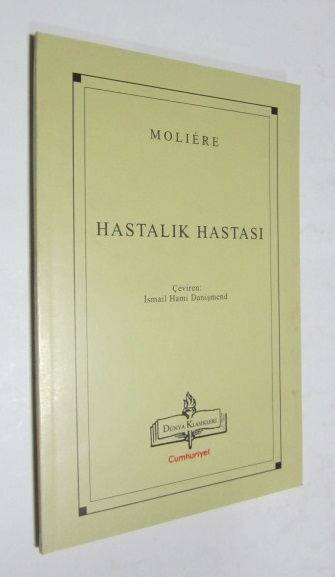 MOLIÉRE
HASTALIK HASTASI
Çeviren:
İsmail Hami Danişmend
DÜNYA KLASİKLERİ
Cumhuriyet